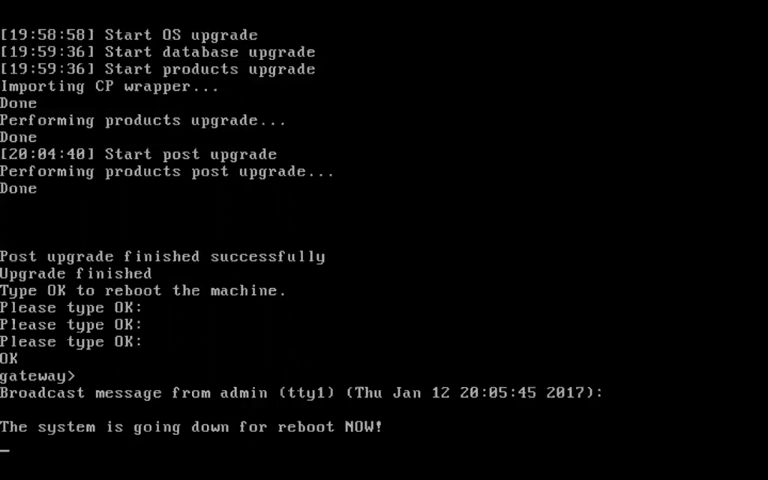 [19:58:58] Start OS upgrade
[19:59:36] Start database upgrade
[19:59:36] Start products upgrade
Importing CP wrapper...
Done
Performing products upgrade...
Done
[20:04:40] Start post upgrade
Performing products post upgrade...
Done
Post upgrade finished successfully
Upgrade finished
Type OK to reboot the machine.
Please type OK:
Please type OK:
Please type OK:
OK
gateway>
Broadcast message from admin (tty1) (Thu Jan 12 20:05:45 2017):
The system is going down for reboot NOW!